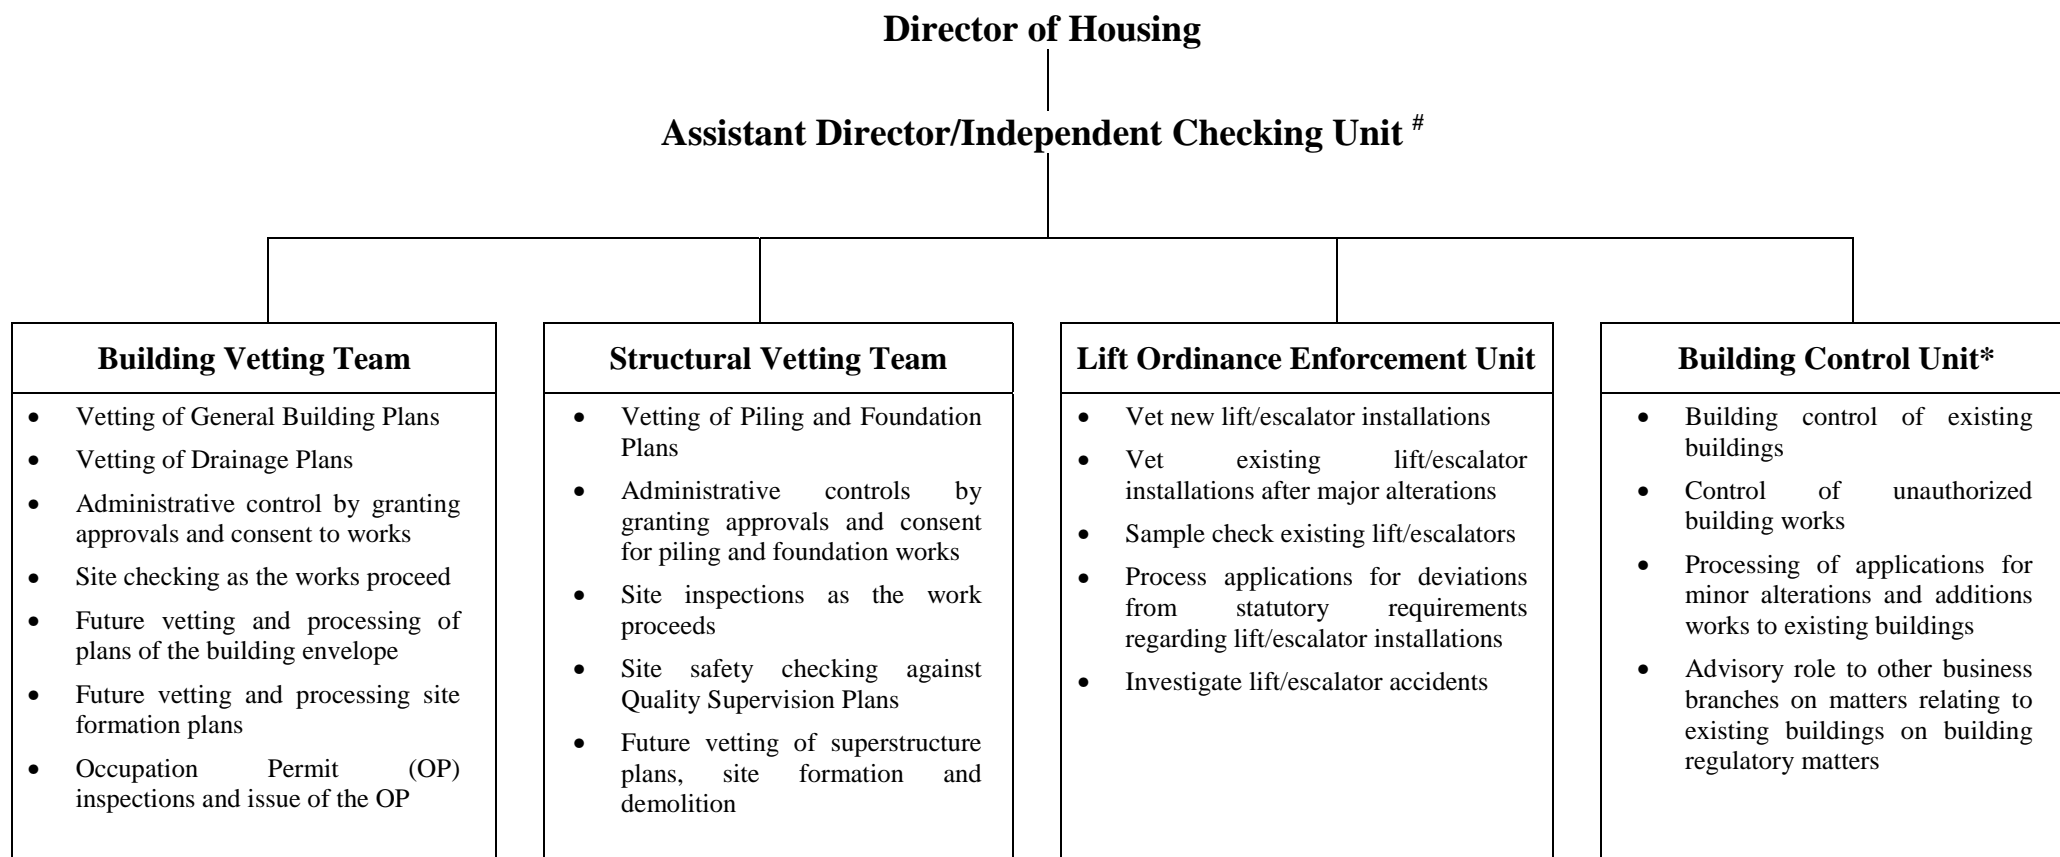 Director of Housing
Assistant Director/Independent Checking Unit #
Building Vetting Team
• Vetting of General Building Plans
• Vetting of Drainage Plans
• Administrative control by granting
approvals and consent to works
• Site checking as the works proceed
• Future vetting and processing of
plans of the building envelope
• Future vetting and processing site
formation plans
• Occupation Permit (OP)
inspections and issue of the OP
Structural Vetting Team
• Vetting of Piling and Foundation
Plans
• Administrative controls by
granting approvals and consent
for piling and foundation works
• Site inspections as the work
proceeds
• Site safety checking against
Quality Supervision Plans
• Future vetting of superstructure
plans, site formation and
demolition
Lift Ordinance Enforcement Unit
• Vet new lift/escalator installations
• Vet existing lift/escalator
installations after major alterations
• Sample check existing lift/escalators
• Process applications for deviations
from statutory requirements
regarding lift/escalator installations
• Investigate lift/escalator accidents
Building Control Unit*
• Building control of existing
buildings
• Control of unauthorized
building works
• Processing of applications for
minor alterations and additions
works to existing buildings
• Advisory role to other business
branches on matters relating to
existing buildings on building
regulatory matters